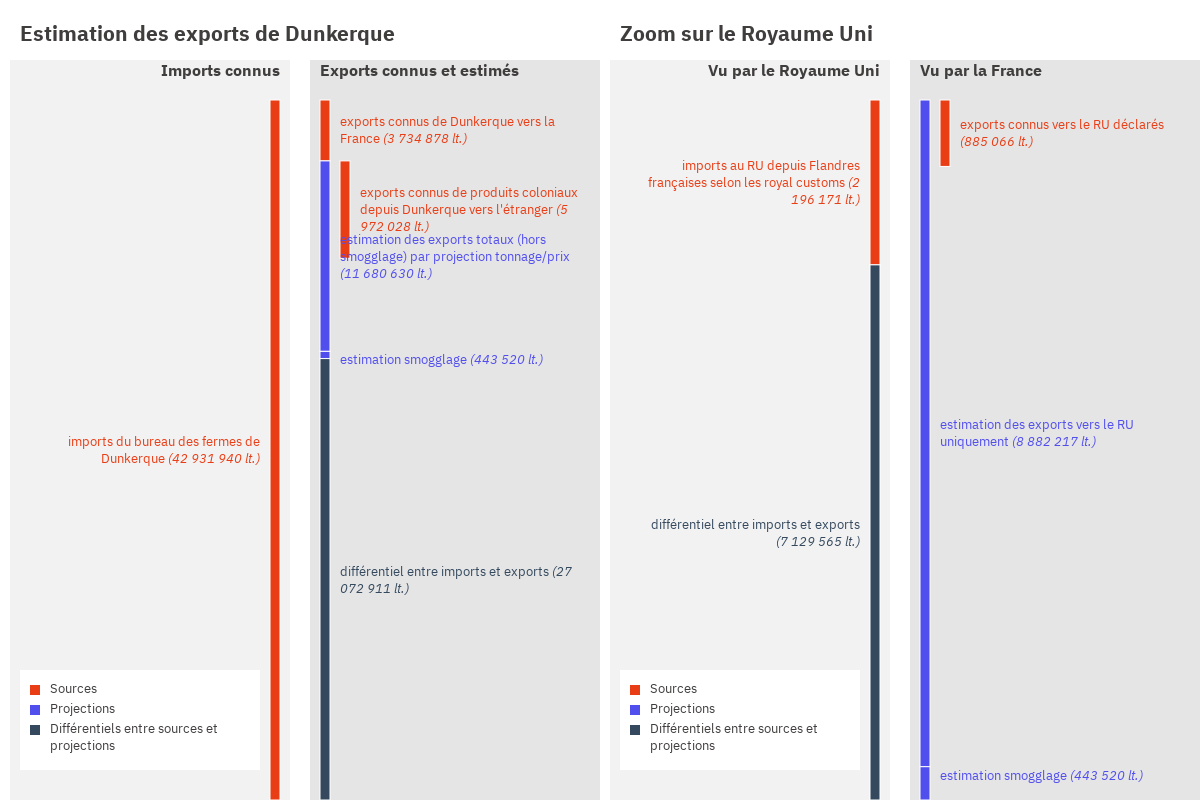 Estimation des exports de Dunkerque
Imports connus
imports du bureau des fermes de
Dunkerque (42 931 940 lt.)
Sources
Projections
Différentiels entre sources et
projections
Exports connus et estimés
exports connus de Dunkerque vers la
France (3 734 878 lt.)
exports connus de produits coloniaux
depuis Dunkerque vers l'étranger (5
972 028 lt.)
estimation des exports totaux (hors
smogglage) par projection tonnage/prix
(11 680 630 lt.)
estimation smogglage (443 520 lt.)
différentiel entre imports et exports (27
072 911 lt.)
Zoom sur le Royaume Uni
Vu par le Royaume Uni
imports au RU depuis Flandres
françaises selon les royal customs (2
196 171 lt.)
différentiel entre imports et exports
(7 129 565 lt.)
Sources
Projections
Différentiels entre sources et
projections
Vu par la France
exports connus vers le RU déclarés
(885 066 lt.)
estimation des exports vers le RU
uniquement (8 882 217 lt.)
estimation smogglage (443 520 lt.)